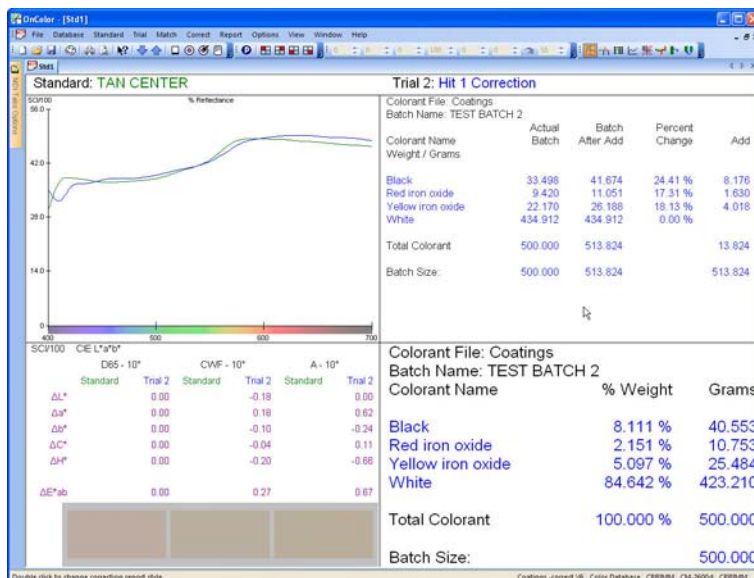 OnColor - [Std1]
File Database Standard Trial Match Correct Report Options View Window Help
Std1
Standard: TAN CENTER
Trial 2: Hit 1 Correction
SCI/100 % Reflectance
56.0
42.0
28.0
14.0
0
400 500 600 700
Colorant File: Coatings
Batch Name: TEST BATCH 2
Actual Batch Percent
Colorant Name Batch After Add Change Add
Weight / Grams
Black 33.498 41.674 24.41 % 8.176
Red iron oxide 9.420 11.051 17.31 % 1.630
Yellow iron oxide 22.170 26.188 18.13 % 4.018
White 434.912 434.912 0.00 %
Total Colorant 500.000 513.824 13.824
Batch Size: 500.000 513.824 513.824
SCI/100 CIE L*a*b*
D65 - 10° CWF - 10° A - 10°
Standard Trial 2 Standard Trial 2 Standard Trial 2
ΔL* 0.00 -0.18 0.00
Δa* 0.00 0.18 0.62
Δb* 0.00 -0.10 -0.24
ΔC* 0.00 -0.04 0.11
ΔH* 0.00 -0.20 -0.66
ΔE*ab 0.00 0.27 0.67
Colorant File: Coatings
Batch Name: TEST BATCH 2
Colorant Name % Weight Grams
Black 8.111 % 40.553
Red iron oxide 2.151 % 10.753
Yellow iron oxide 5.097 % 25.484
White 84.642 % 423.210
Total Colorant 100.000 % 500.000
Batch Size: 500.000
Double click to change correction report style